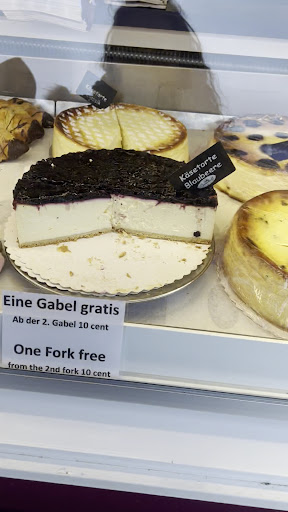 Käsetorte
Blaubeere
Eine Gabel gratis
Ab der 2. Gabel 10 cent
One Fork free
from the 2nd fork 10 cent